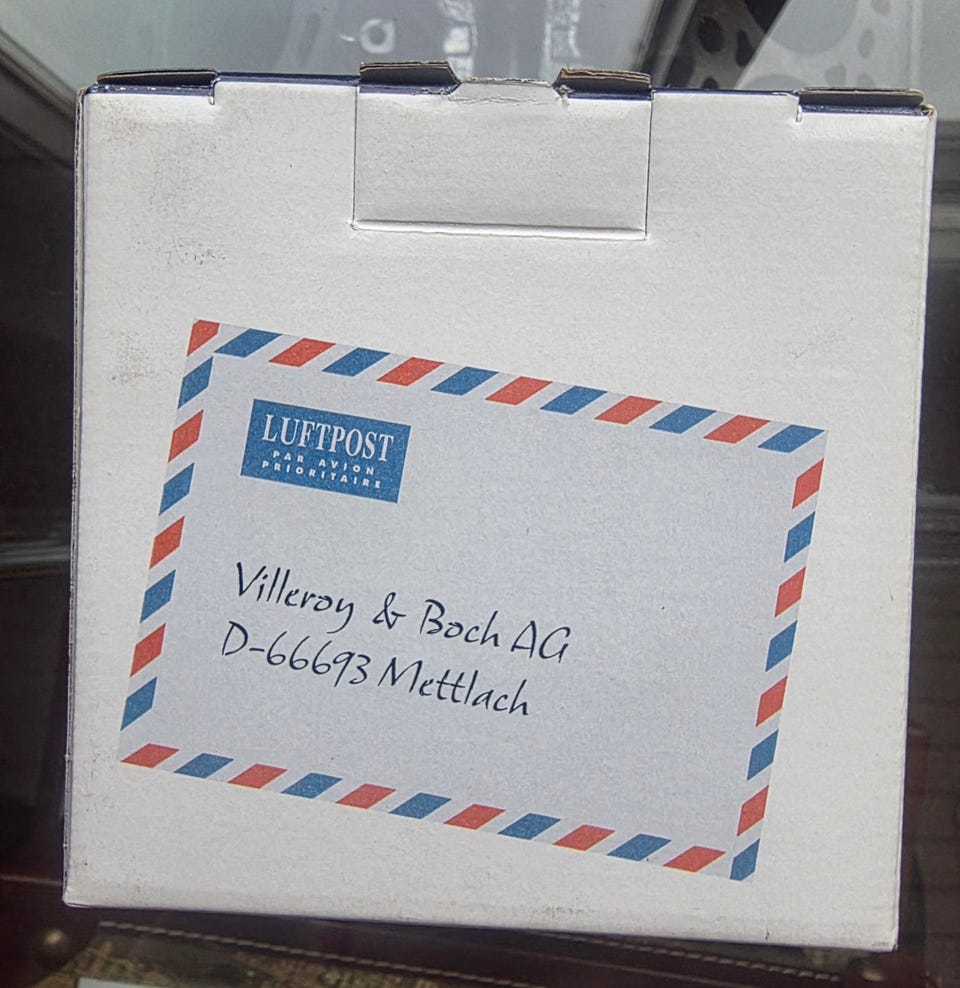 LUFTPOST
PAR AVION
PRIORITAIRE
Villeroy & Boch AG
D-66693 Mettlach